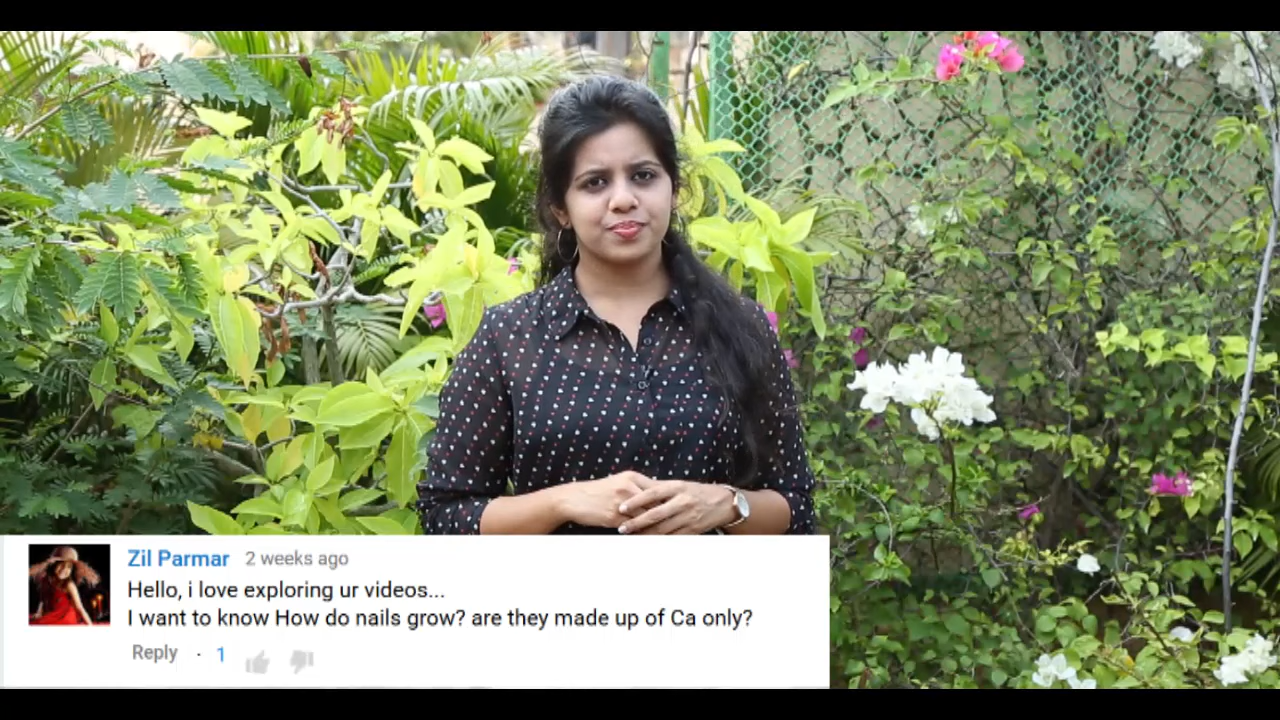 Zil Parmar 2 weeks ago
Hello, i love exploring ur videos...
I want to know How do nails grow? are they made up of Ca only?
Reply · 1